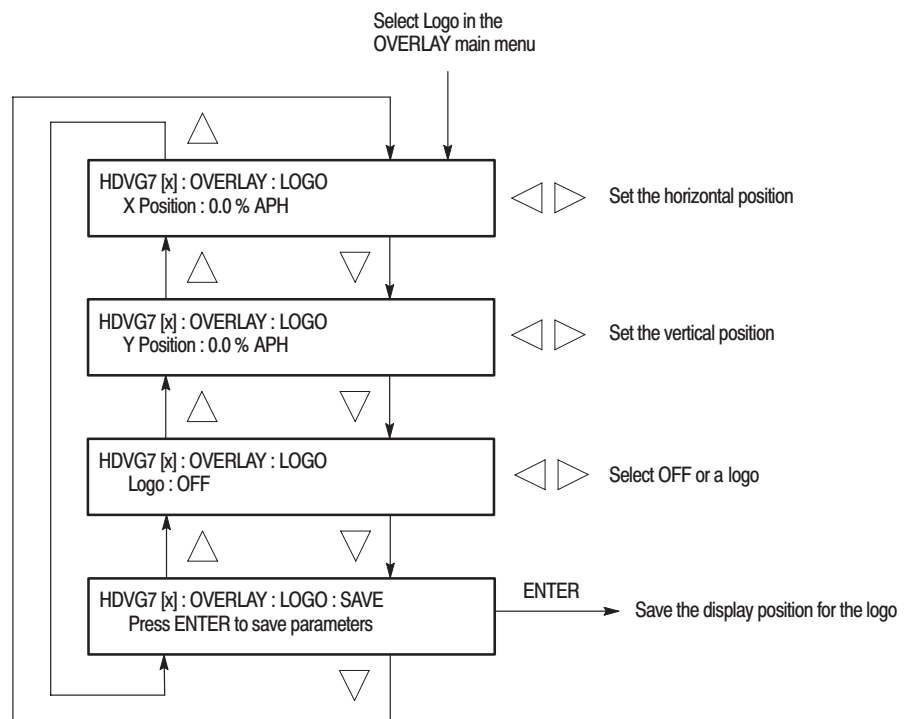 Select Logo in the
OVERLAY main menu
HDVG7 [x] : OVERLAY : LOGO
X Position : 0.0 % APH
Set the horizontal position
HDVG7 [x] : OVERLAY : LOGO
Y Position : 0.0 % APH
Set the vertical position
HDVG7 [x] : OVERLAY : LOGO
Logo : OFF
Select OFF or a logo
HDVG7 [x] : OVERLAY : LOGO : SAVE
Press ENTER to save parameters
ENTER
Save the display position for the logo